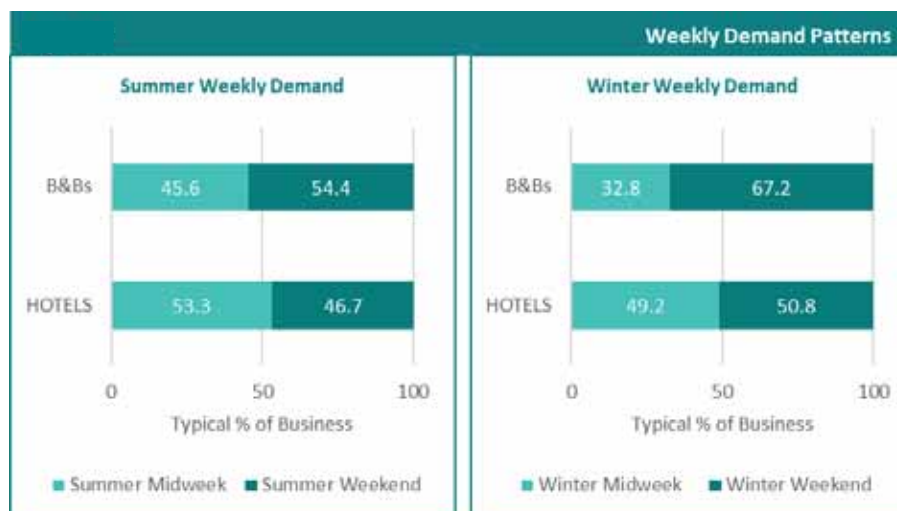 Weekly Demand Patterns
Summer Weekly Demand
B&Bs 45.6 54.4
HOTELS 53.3 46.7
0 50 100
Typical % of Business
Summer Midweek Summer Weekend
Winter Weekly Demand
B&Bs 32.8 67.2
HOTELS 49.2 50.8
0 50 100
Typical % of Business
Winter Midweek Winter Weekend